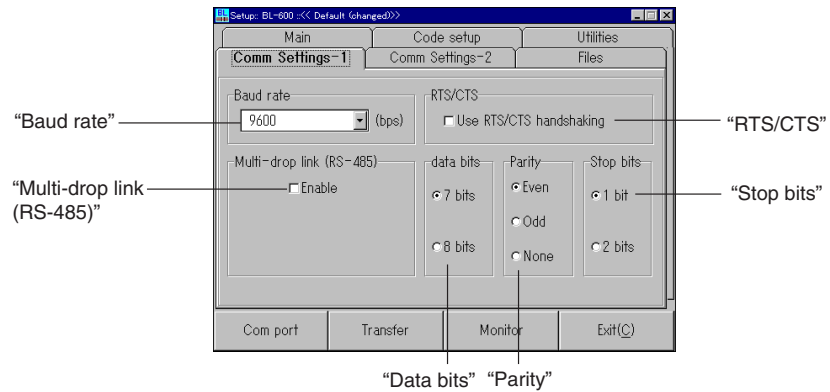 BL Setup:: BL-600 ::<< Default (changed)>>
Main Code setup Utilities
Comm Settings-1 Comm Settings-2 Files
Baud rate RTS/CTS
"Baud rate" 9600 (bps) Use RTS/CTS handshaking "RTS/CTS"
Multi-drop link (RS-485) data bits Parity Stop bits
"Multi-drop link Enable 7 bits Even 1 bit "Stop bits"
(RS-485)"
Odd
8 bits None 2 bits
Com port Transfer Monitor Exit(C)
"Data bits" "Parity"